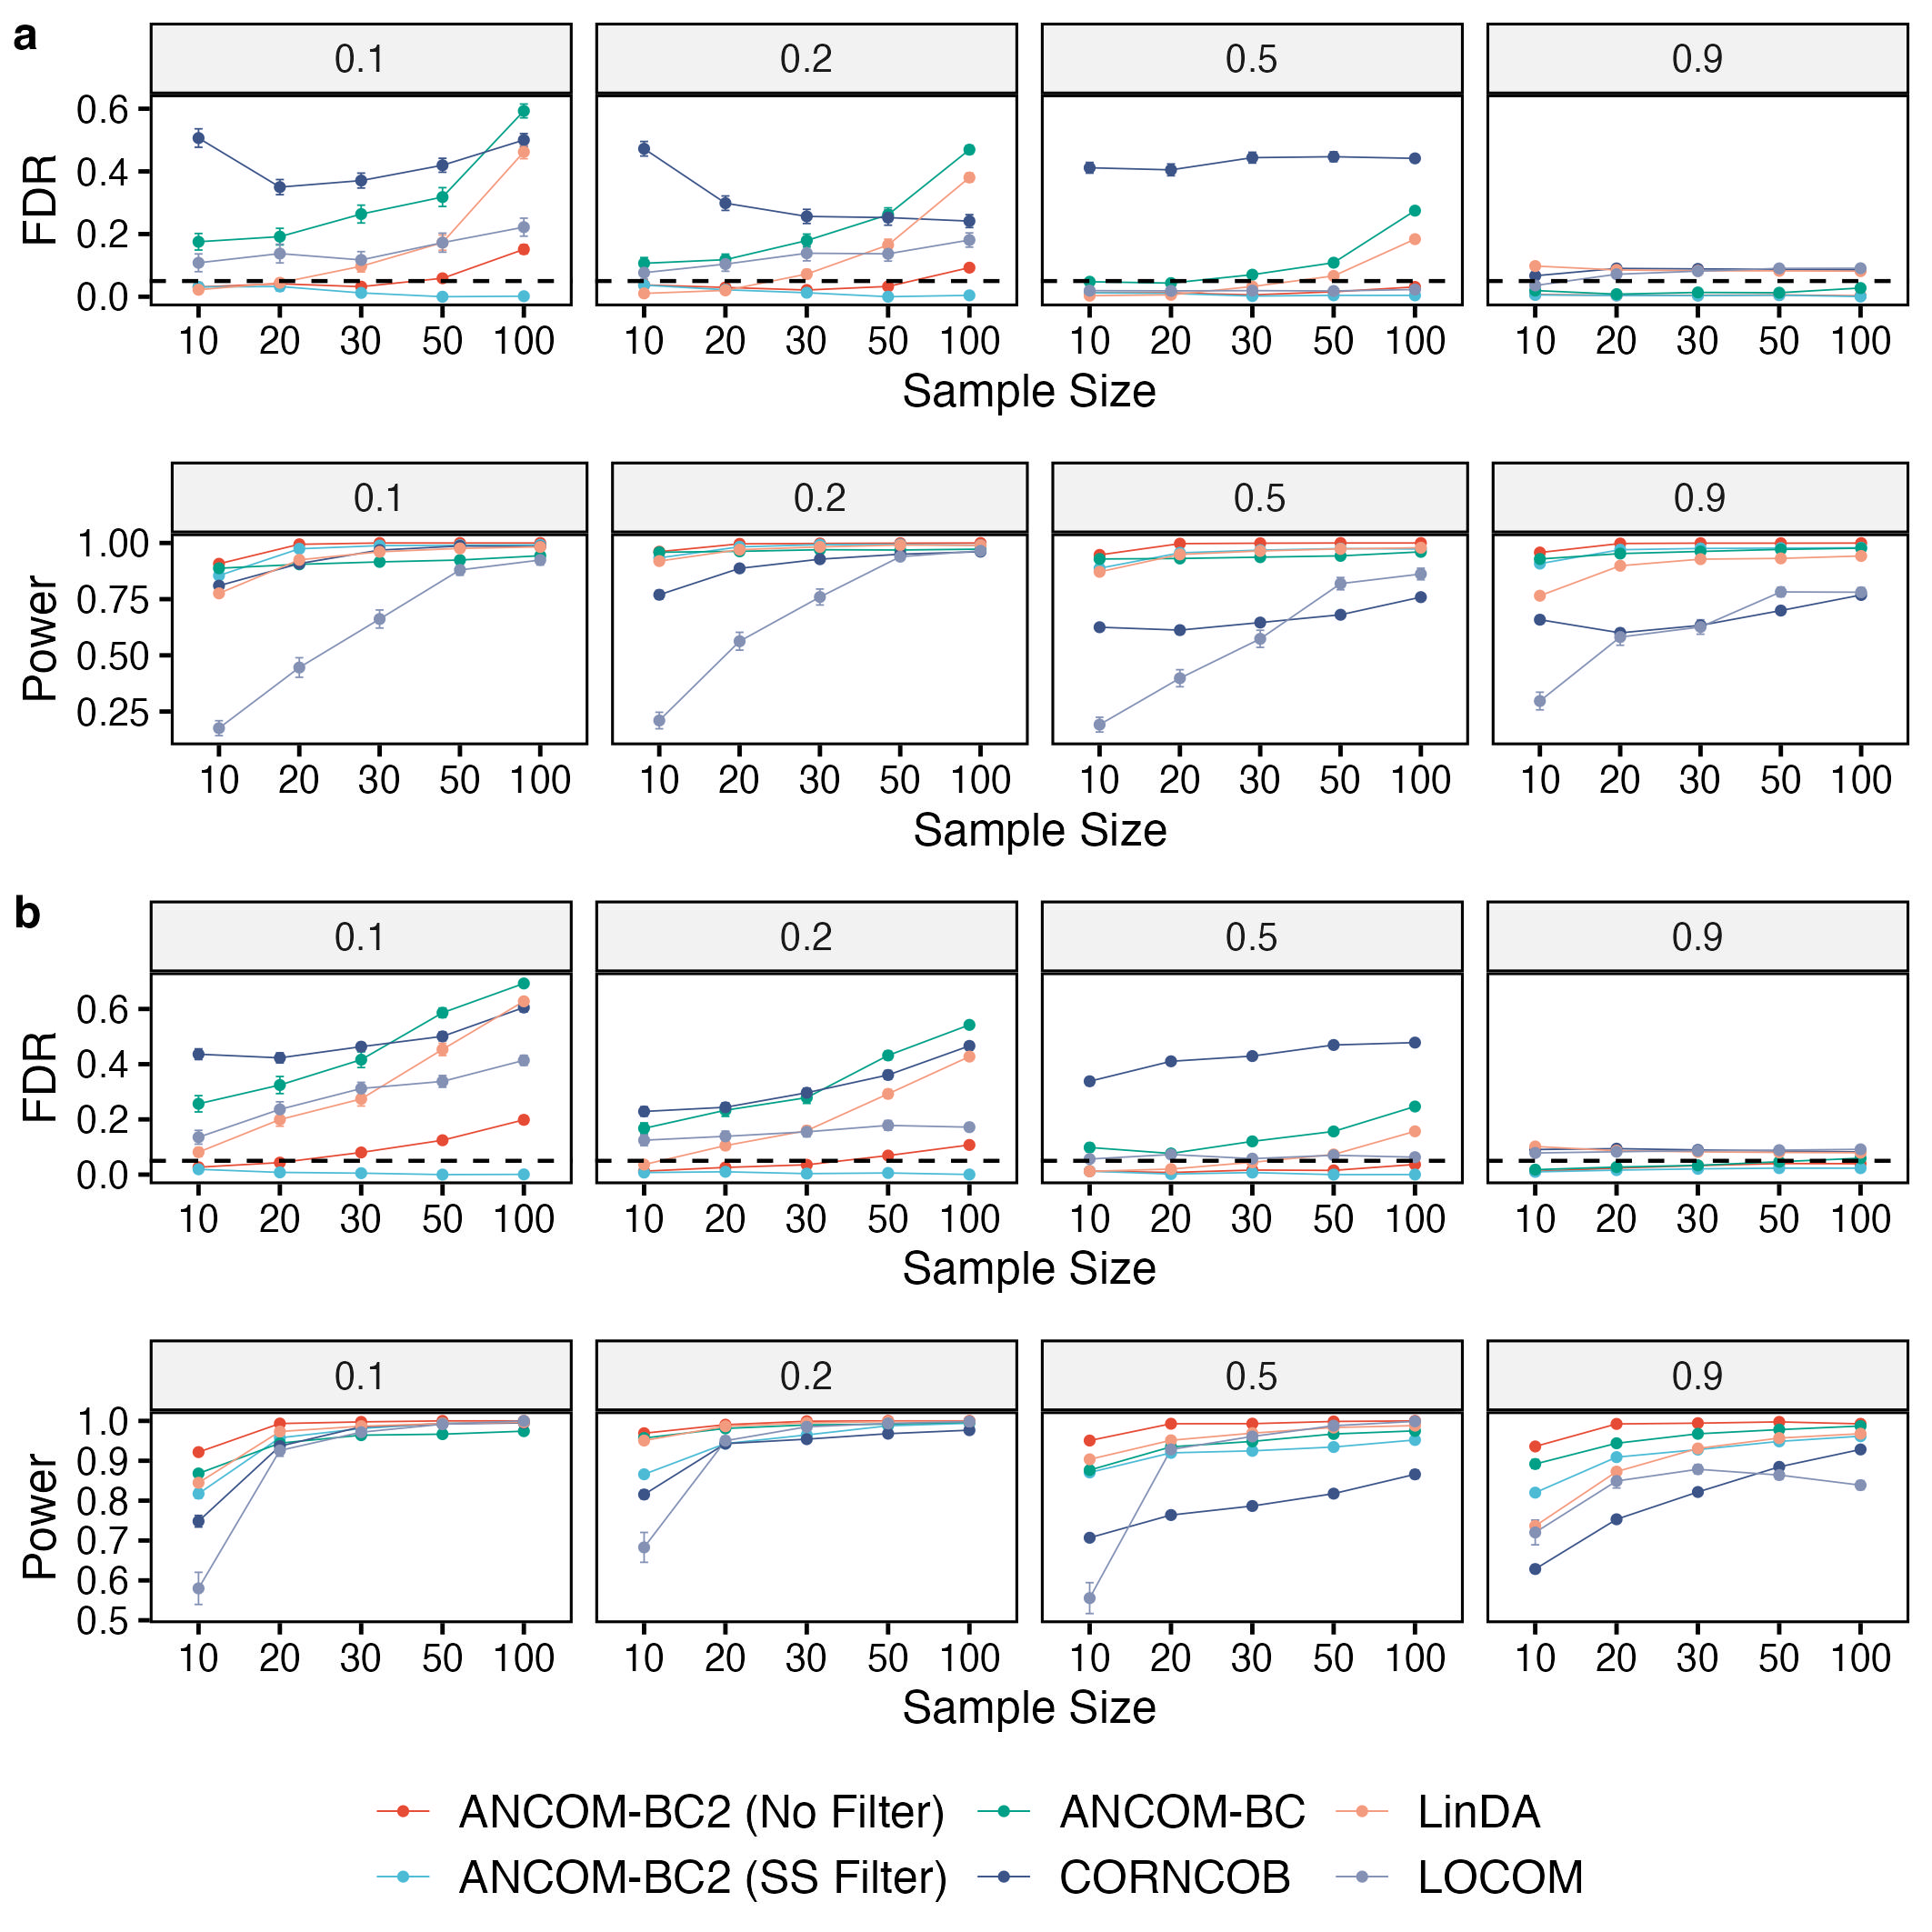 a
0.1 0.2 0.5 0.9
FDR
0.6
0.4
0.2
0.0
10 20 30 50 100 10 20 30 50 100 10 20 30 50 100 10 20 30 50 100
Sample Size
0.1 0.2 0.5 0.9
Power
1.00
0.75
0.50
0.25
10 20 30 50 100 10 20 30 50 100 10 20 30 50 100 10 20 30 50 100
Sample Size
b
0.1 0.2 0.5 0.9
FDR
0.6
0.4
0.2
0.0
10 20 30 50 100 10 20 30 50 100 10 20 30 50 100 10 20 30 50 100
Sample Size
0.1 0.2 0.5 0.9
Power
1.0
0.9
0.8
0.7
0.6
0.5
10 20 30 50 100 10 20 30 50 100 10 20 30 50 100 10 20 30 50 100
Sample Size
ANCOM-BC2 (No Filter) ANCOM-BC LinDA
ANCOM-BC2 (SS Filter) CORNCOB LOCOM